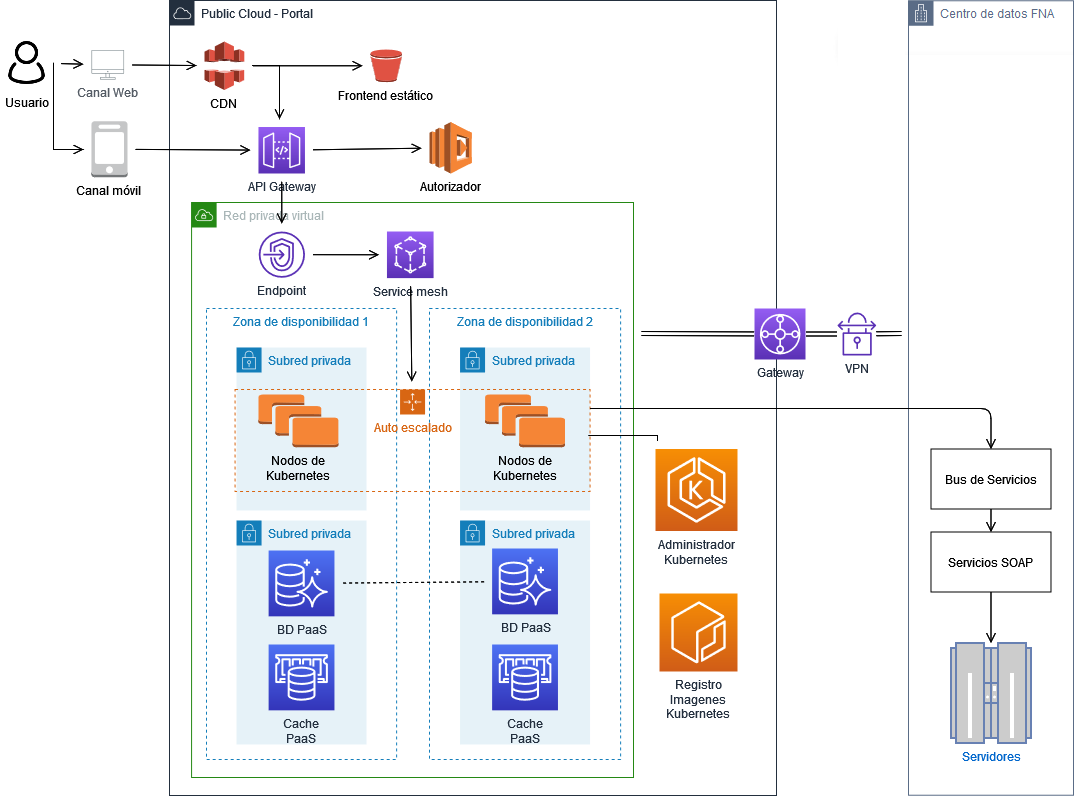 Public Cloud - Portal
Centro de datos FNA
Usuario
Canal Web
CDN
Frontend estático
Canal móvil
API Gateway
Autorizador
Red privada virtual
Endpoint
Service mesh
Zona de disponibilidad 1
Zona de disponibilidad 2
Gateway
VPN
Subred privada
Subred privada
Auto escalado
Nodos de
Kubernetes
Nodos de
Kubernetes
Bus de Servicios
K
Administrador
Kubernetes
Subred privada
Subred privada
Servicios SOAP
BD PaaS
BD PaaS
Registro
Imagenes
Kubernetes
Cache
PaaS
Cache
PaaS
Servidores